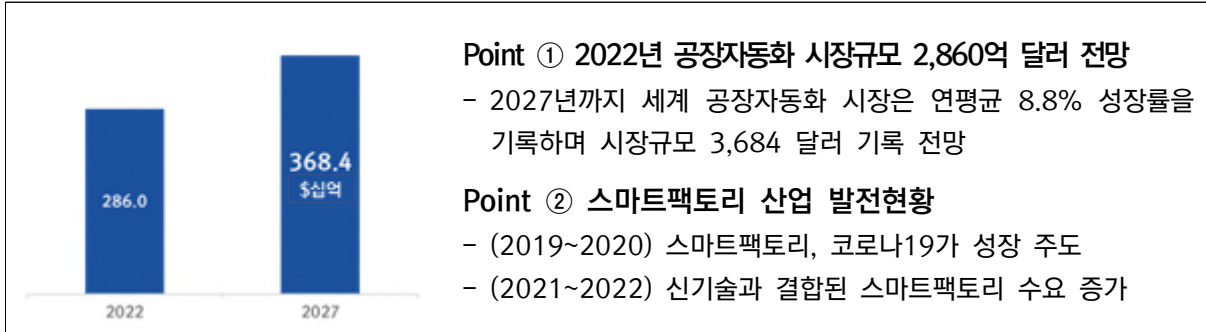 286.0
368.4
$십억
2022
2027
Point ① 2022년 공장자동화 시장규모 2,860억 달러 전망
- 2027년까지 세계 공장자동화 시장은 연평균 8.8% 성장률을
기록하며 시장규모 3,684 달러 기록 전망
Point ② 스마트팩토리 산업 발전현황
- (2019~2020) 스마트팩토리, 코로나19가 성장 주도
- (2021~2022) 신기술과 결합된 스마트팩토리 수요 증가